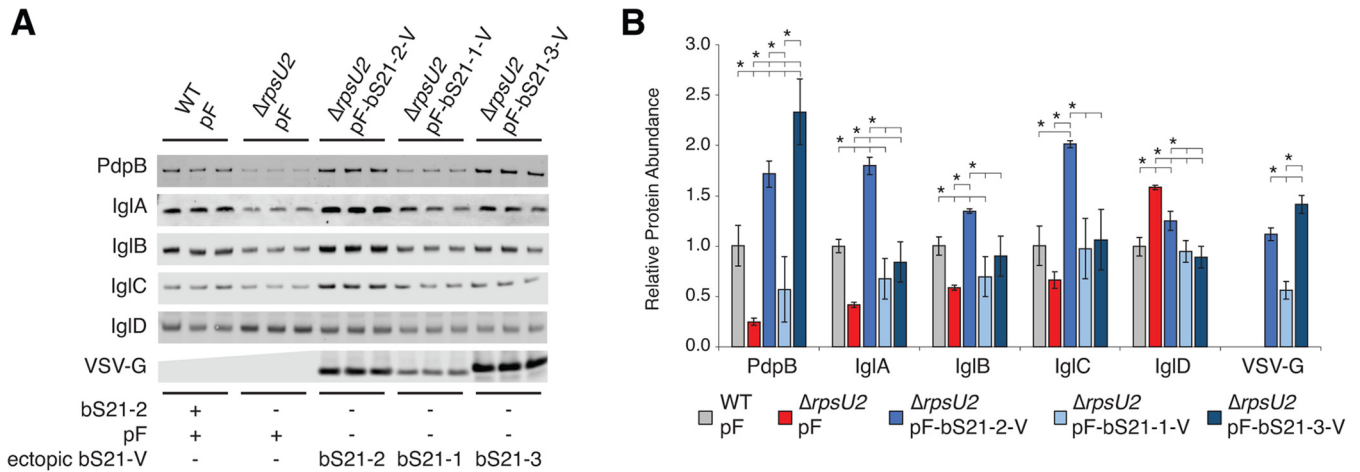 A
WT
pF
ΔrpsU2
pF
ΔrpsU2
pF-bS21-2-V
ΔrpsU2
pF-bS21-1-V
ΔrpsU2
pF-bS21-3-V
PdpB
IglA
IglB
IglC
IglD
VSV-G
bS21-2 + - - - -
pF + + - - -
ectopic bS21-V - - bS21-2 bS21-1 bS21-3
B
Relative Protein Abundance
3.0
2.5
2.0
1.5
1.0
0.5
0.0
* * * * *
* * *
* * *
* * *
* * *
* *
PdpB IglA IglB IglC IglD VSV-G
WT
pF
ΔrpsU2
pF
ΔrpsU2
pF-bS21-2-V
ΔrpsU2
pF-bS21-1-V
ΔrpsU2
pF-bS21-3-V